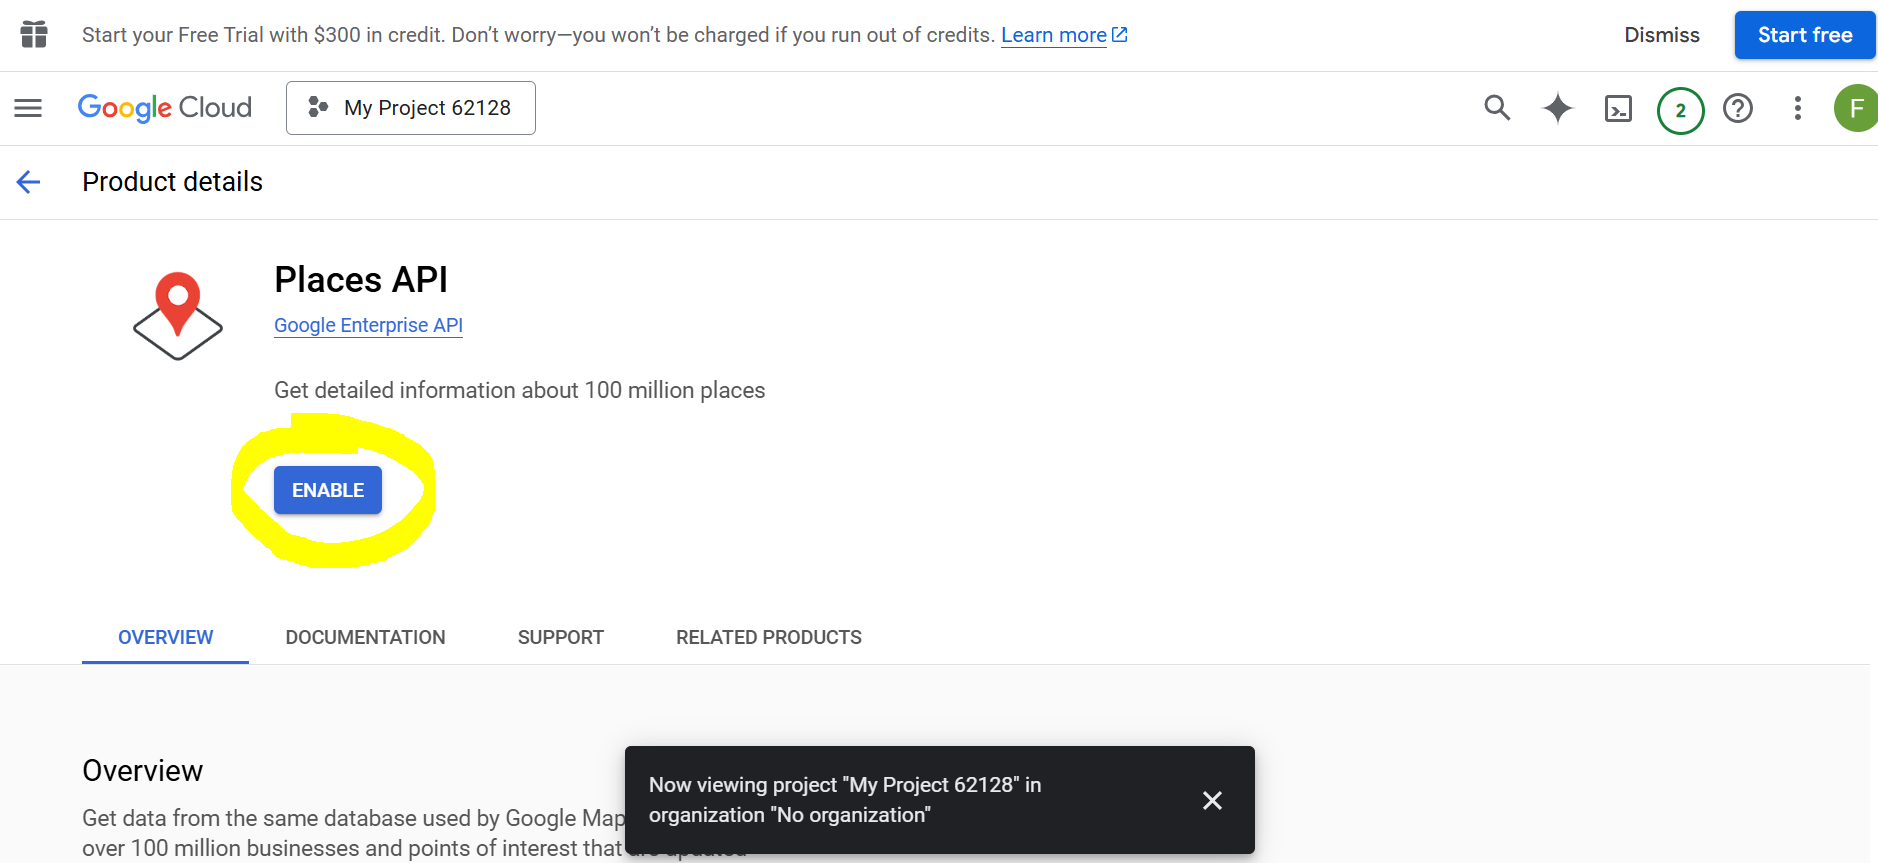 Start your Free Trial with $300 in credit. Don’t worry—you won’t be charged if you run out of credits. Learn more
Dismiss
Start free
Google Cloud
My Project 62128
2
F
Product details
Places API
Google Enterprise API
Get detailed information about 100 million places
ENABLE
OVERVIEW
DOCUMENTATION
SUPPORT
RELATED PRODUCTS
Overview
Get data from the same database used by Google Map
over 100 million businesses and points of interest that are updated
Now viewing project "My Project 62128" in
organization "No organization"